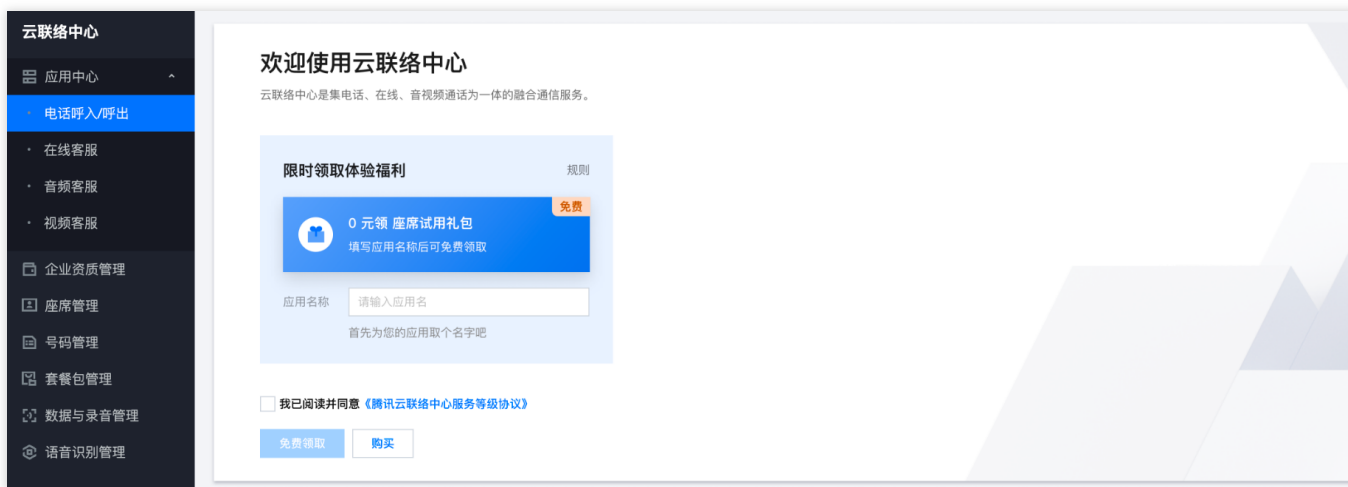 云联络中心
应用中心
电话呼入/呼出
在线客服
音频客服
视频客服
企业资质管理
座席管理
号码管理
套餐包管理
数据与录音管理
语音识别管理
欢迎使用云联络中心
云联络中心是集电话、在线、音视频通话为一体的融合通信服务。
限时领取体验福利 规则
免费
0 元领 座席试用礼包
填写应用名称后可免费领取
应用名称 请输入应用名
首先为您的应用取个名字吧
我已阅读并同意《腾讯云联络中心服务等级协议》
免费领取 购买